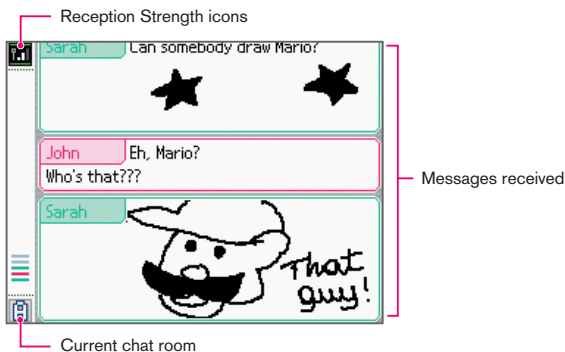 Reception Strength icons
Sarah Can somebody draw Mario?
John Eh, Mario?
Who's that???
Messages received
Sarah
That
guy!
Current chat room